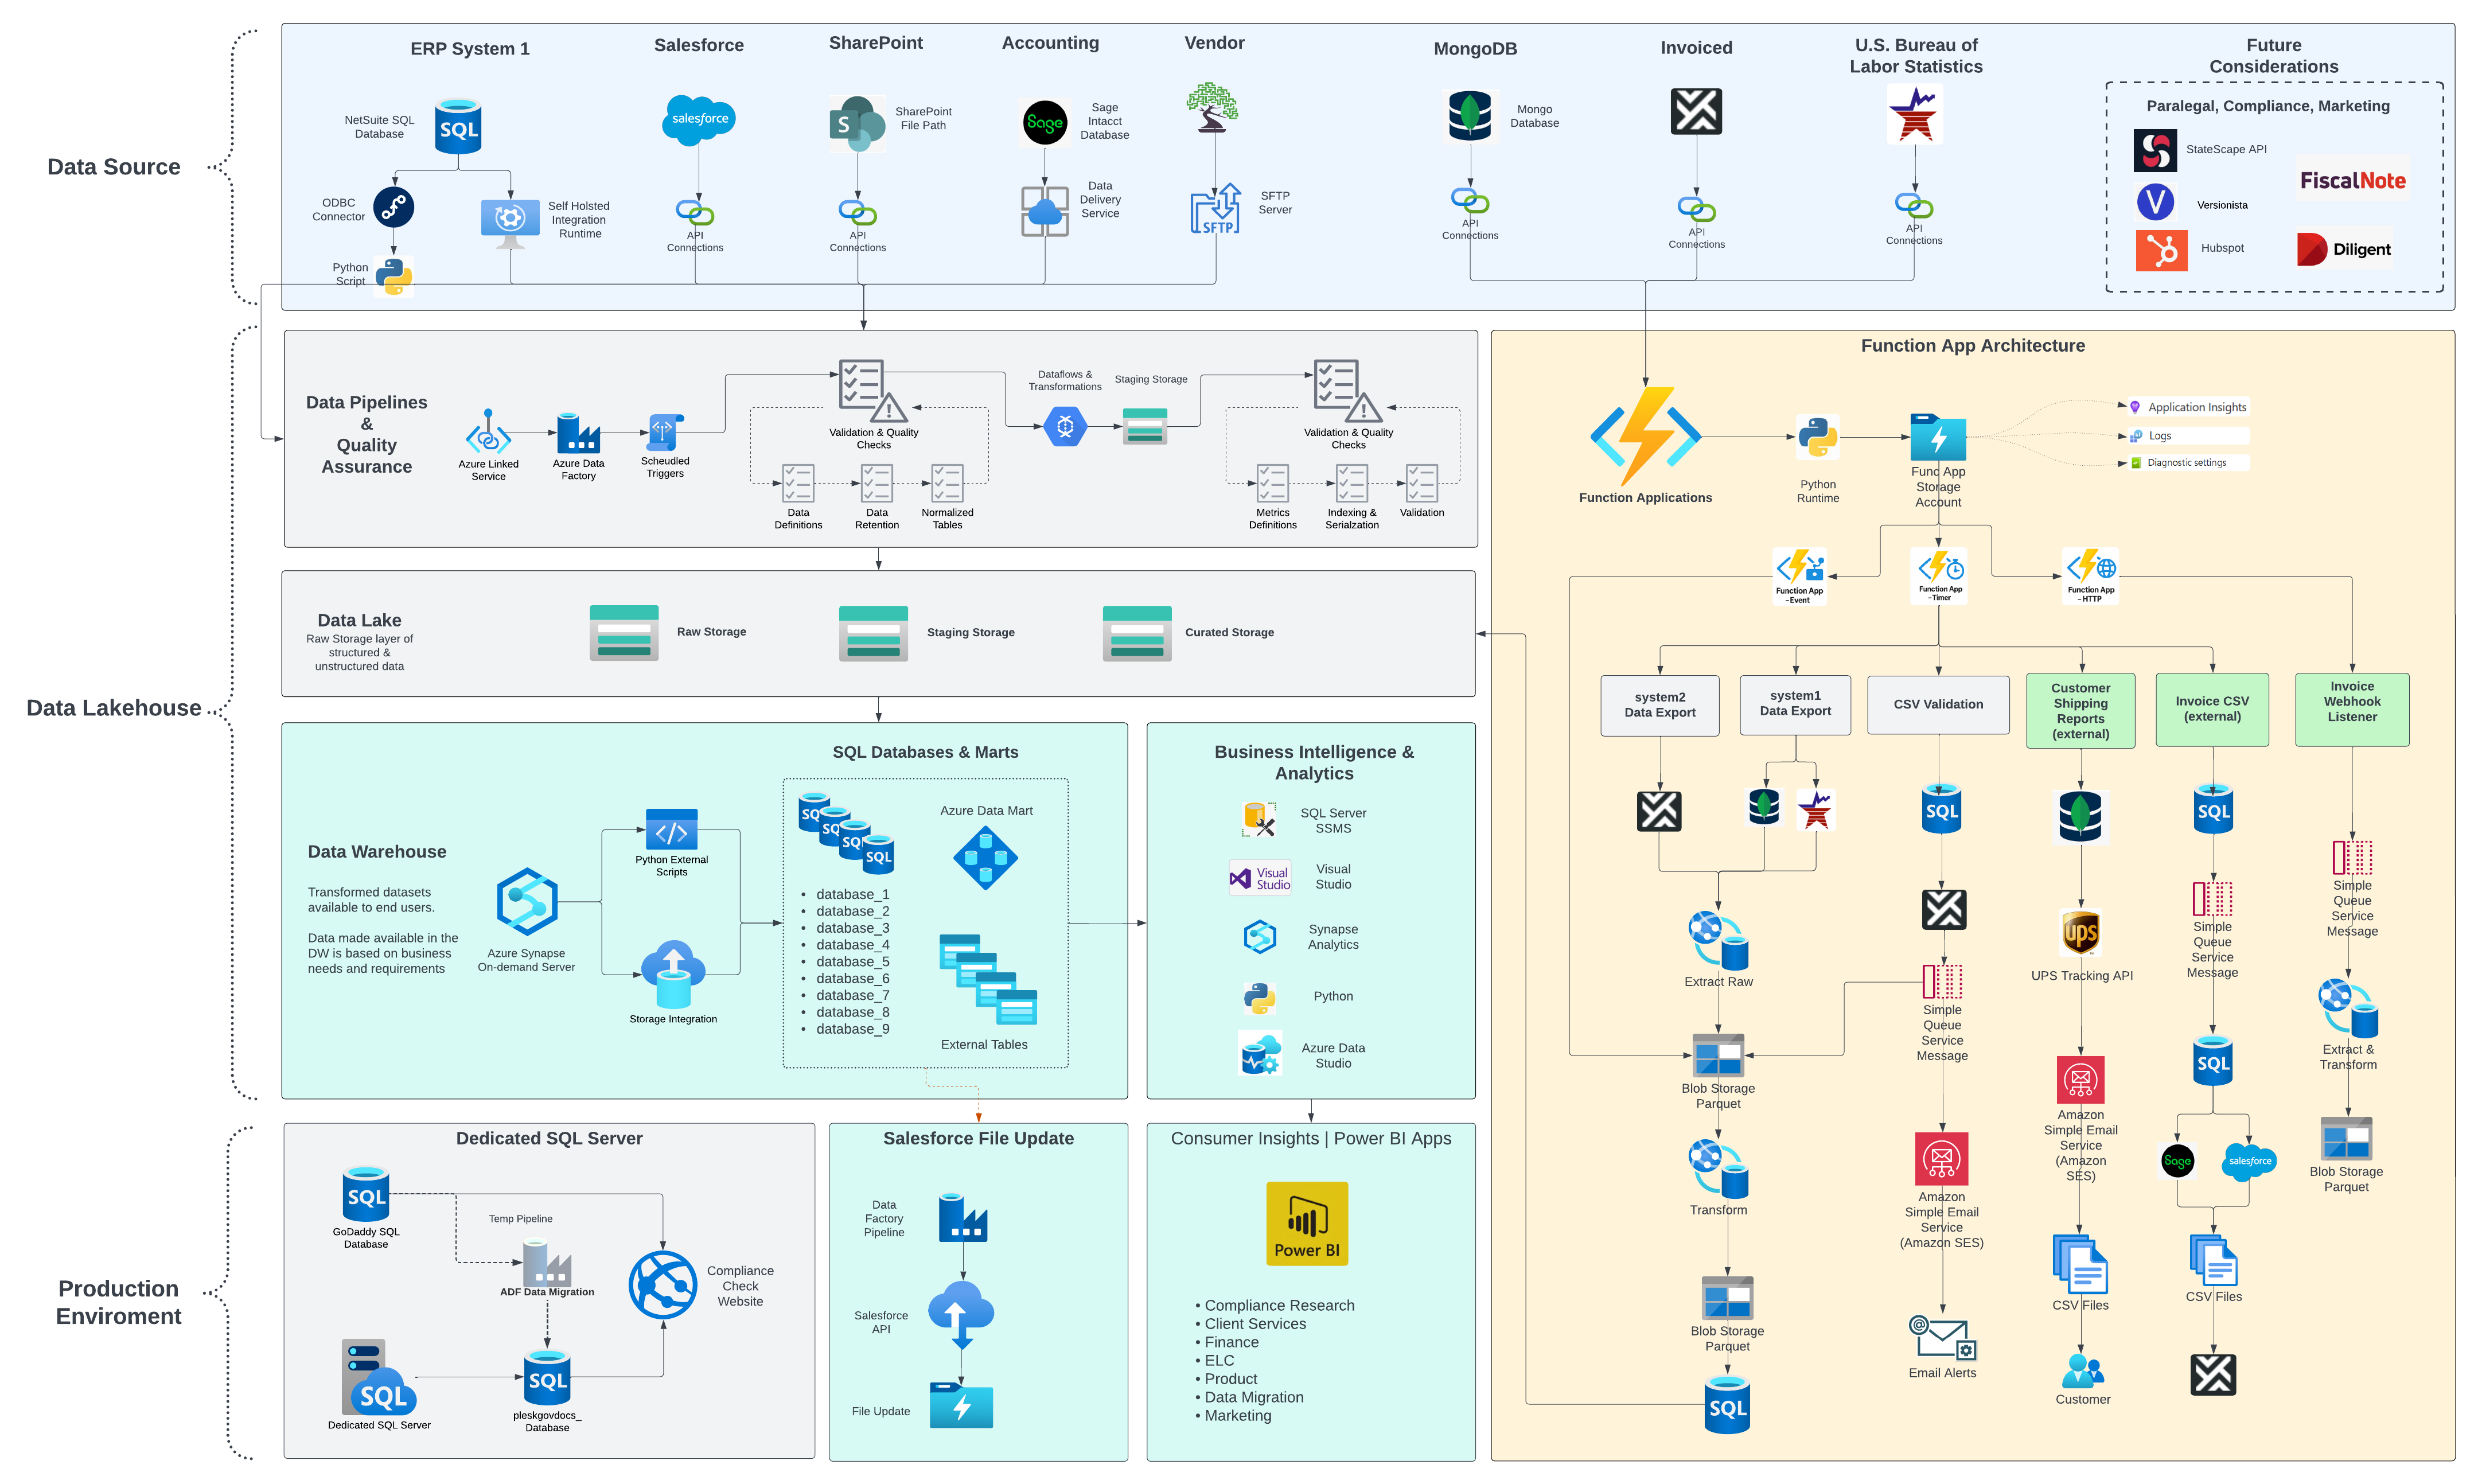 Data Source
ERP System 1
NetSuite SQL
Database
SQL
ODBC
Connector
Self Holsted
Integration
Runtime
Python
Script
Salesforce
salesforce
API
Connections
SharePoint
S
SharePoint
File Path
API
Connections
Accounting
Sage
Sage
Intacct
Database
Data
Delivery
Service
Vendor
SFTP
SFTP
Server
MongoDB
Mongo
Database
API
Connections
Invoiced
API
Connections
U.S. Bureau of
Labor Statistics
API
Connections
Future
Considerations
Paralegal, Compliance, Marketing
StateScape API
FiscalNote
V
Versionista
Hubspot
Diligent
Data Lakehouse
Data Pipelines
&
Quality
Assurance
Azure Linked
Service
Azure Data
Factory
Scheudled
Triggers
Validation & Quality
Checks
Data
Definitions
Data
Retention
Normalized
Tables
Dataflows &
Transformations
Staging Storage
Validation & Quality
Checks
Metrics
Definitions
Indexing &
Serialzation
Validation
Data Lake
Raw Storage layer of
structured &
unstructured data
Raw Storage
Staging Storage
Curated Storage
Data Warehouse
Transformed datasets
available to end users.
Data made available in the
DW is based on business
needs and requirements
Azure Synapse
On-demand Server
Python External
Scripts
Storage Integration
SQL Databases & Marts
SQ
SQ
SQ
SQL
Azure Data Mart
• database_1
• database_2
• database_3
• database_4
• database_5
• database_6
• database_7
• database_8
• database_9
External Tables
Business Intelligence &
Analytics
SQL Server
SSMS
Visual
Studio
Visual
Studio
Synapse
Analytics
Python
Azure Data
Studio
Production
Enviroment
Dedicated SQL Server
SQL
GoDaddy SQL
Database
Temp Pipeline
ADF Data Migration
Compliance
Check
Website
SQL
Dedicated SQL Server
SQL
pleskgovdocs_
Database
Salesforce File Update
Data
Factory
Pipeline
Salesforce
API
File Update
Consumer Insights | Power BI Apps
Power BI
• Compliance Research
• Client Services
• Finance
• ELC
• Product
• Data Migration
• Marketing
Function App Architecture
Function Applications
Python
Runtime
Func App
Storage
Account
Application Insights
Logs
Diagnostic settings
Function App
–Event
Function App
–Timer
Function App
–HTTP
system2
Data Export
system1
Data Export
CSV Validation
Customer
Shipping
Reports
(external)
Invoice CSV
(external)
Invoice
Webhook
Listener
Extract Raw
Blob Storage
Parquet
Transform
Blob Storage
Parquet
SQL
SQL
Simple
Queue
Service
Message
Amazon
Simple Email
Service
(Amazon SES)
Email Alerts
ups
UPS Tracking API
Amazon
Simple Email
Service
(Amazon
SES)
CSV Files
Customer
SQL
Simple
Queue
Service
Message
SQL
Sage
salesforce
CSV Files
Simple
Queue
Service
Message
Extract &
Transform
Blob Storage
Parquet